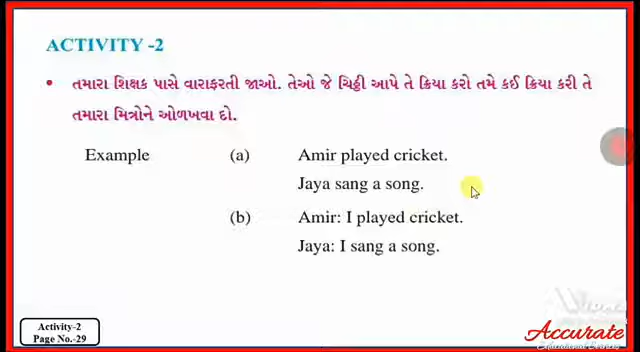 ACTIVITY -2
• તમારા શિક્ષક પાસે વારાફરતી જાઓ. તેઓ જે ચિઠ્ઠી આપે તે ક્રિયા કરો તમે કઈ ક્રિયા કરી તે
તમારા મિત્રોને ઓળખવા દો.
Example (a) Amir played cricket.
Jaya sang a song.
(b) Amir: I played cricket.
Jaya: I sang a song.
Activity-2
Page No.-29
Accurate